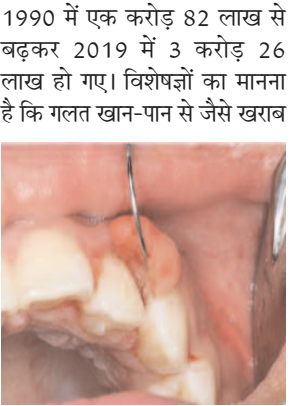 1990 में एक करोड़ 82 लाख से
बढ़कर 2019 में 3 करोड़ 26
लाख हो गए। विशेषज्ञों का मानना
है कि गलत खान-पान से जैसे खराब